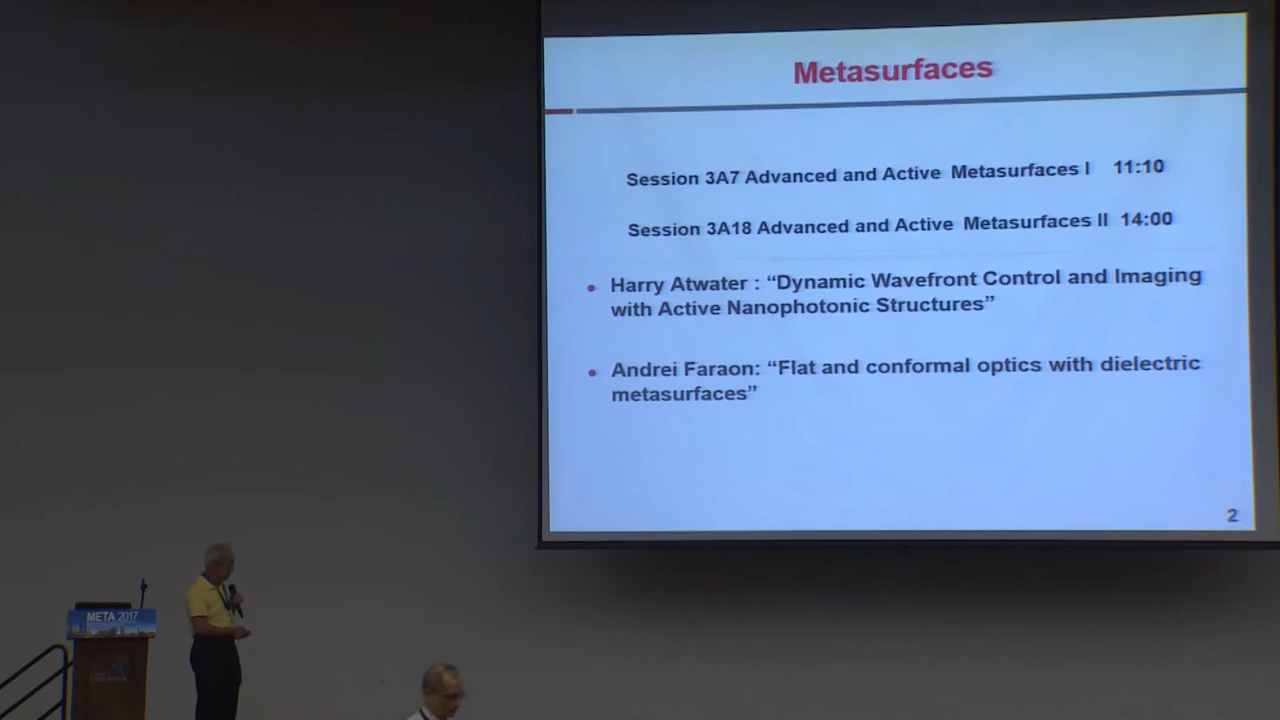 Metasurfaces
Session 3A7 Advanced and Active Metasurfaces I 11:10
Session 3A18 Advanced and Active Metasurfaces II 14:00
• Harry Atwater : “Dynamic Wavefront Control and Imaging
with Active Nanophotonic Structures”
• Andrei Faraon: “Flat and conformal optics with dielectric
metasurfaces”
2
META 2017